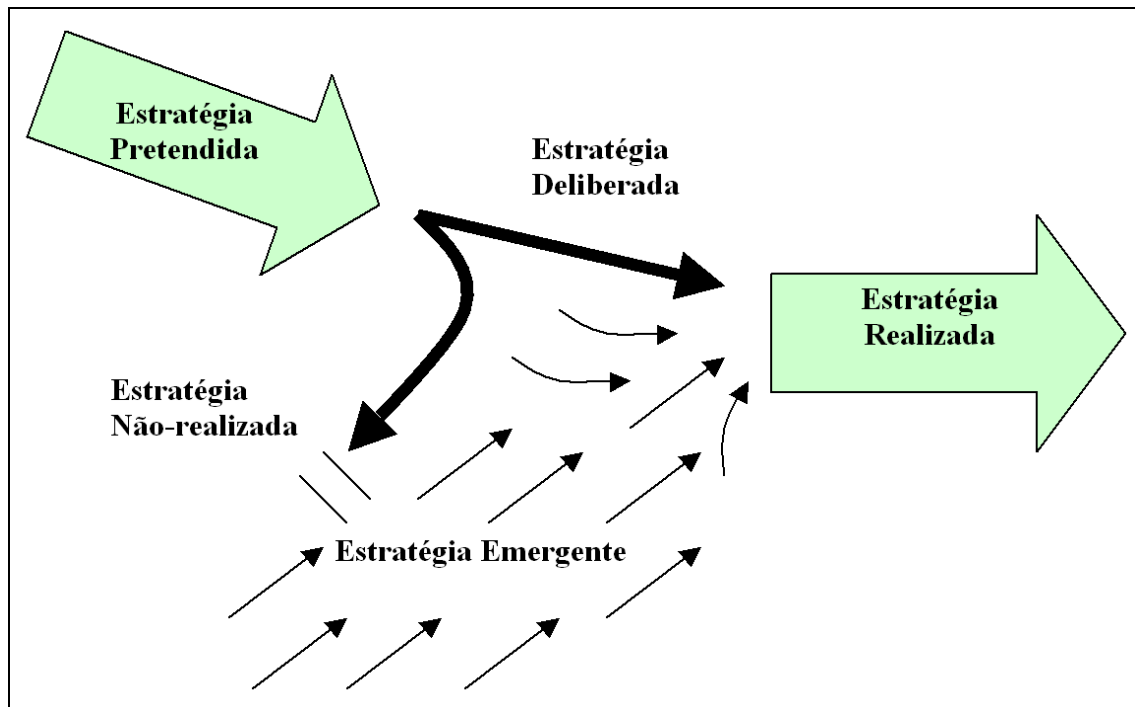 Estratégia
Pretendida
Estratégia
Deliberada
Estratégia
Realizada
Estratégia
Não-realizada
Estratégia Emergente